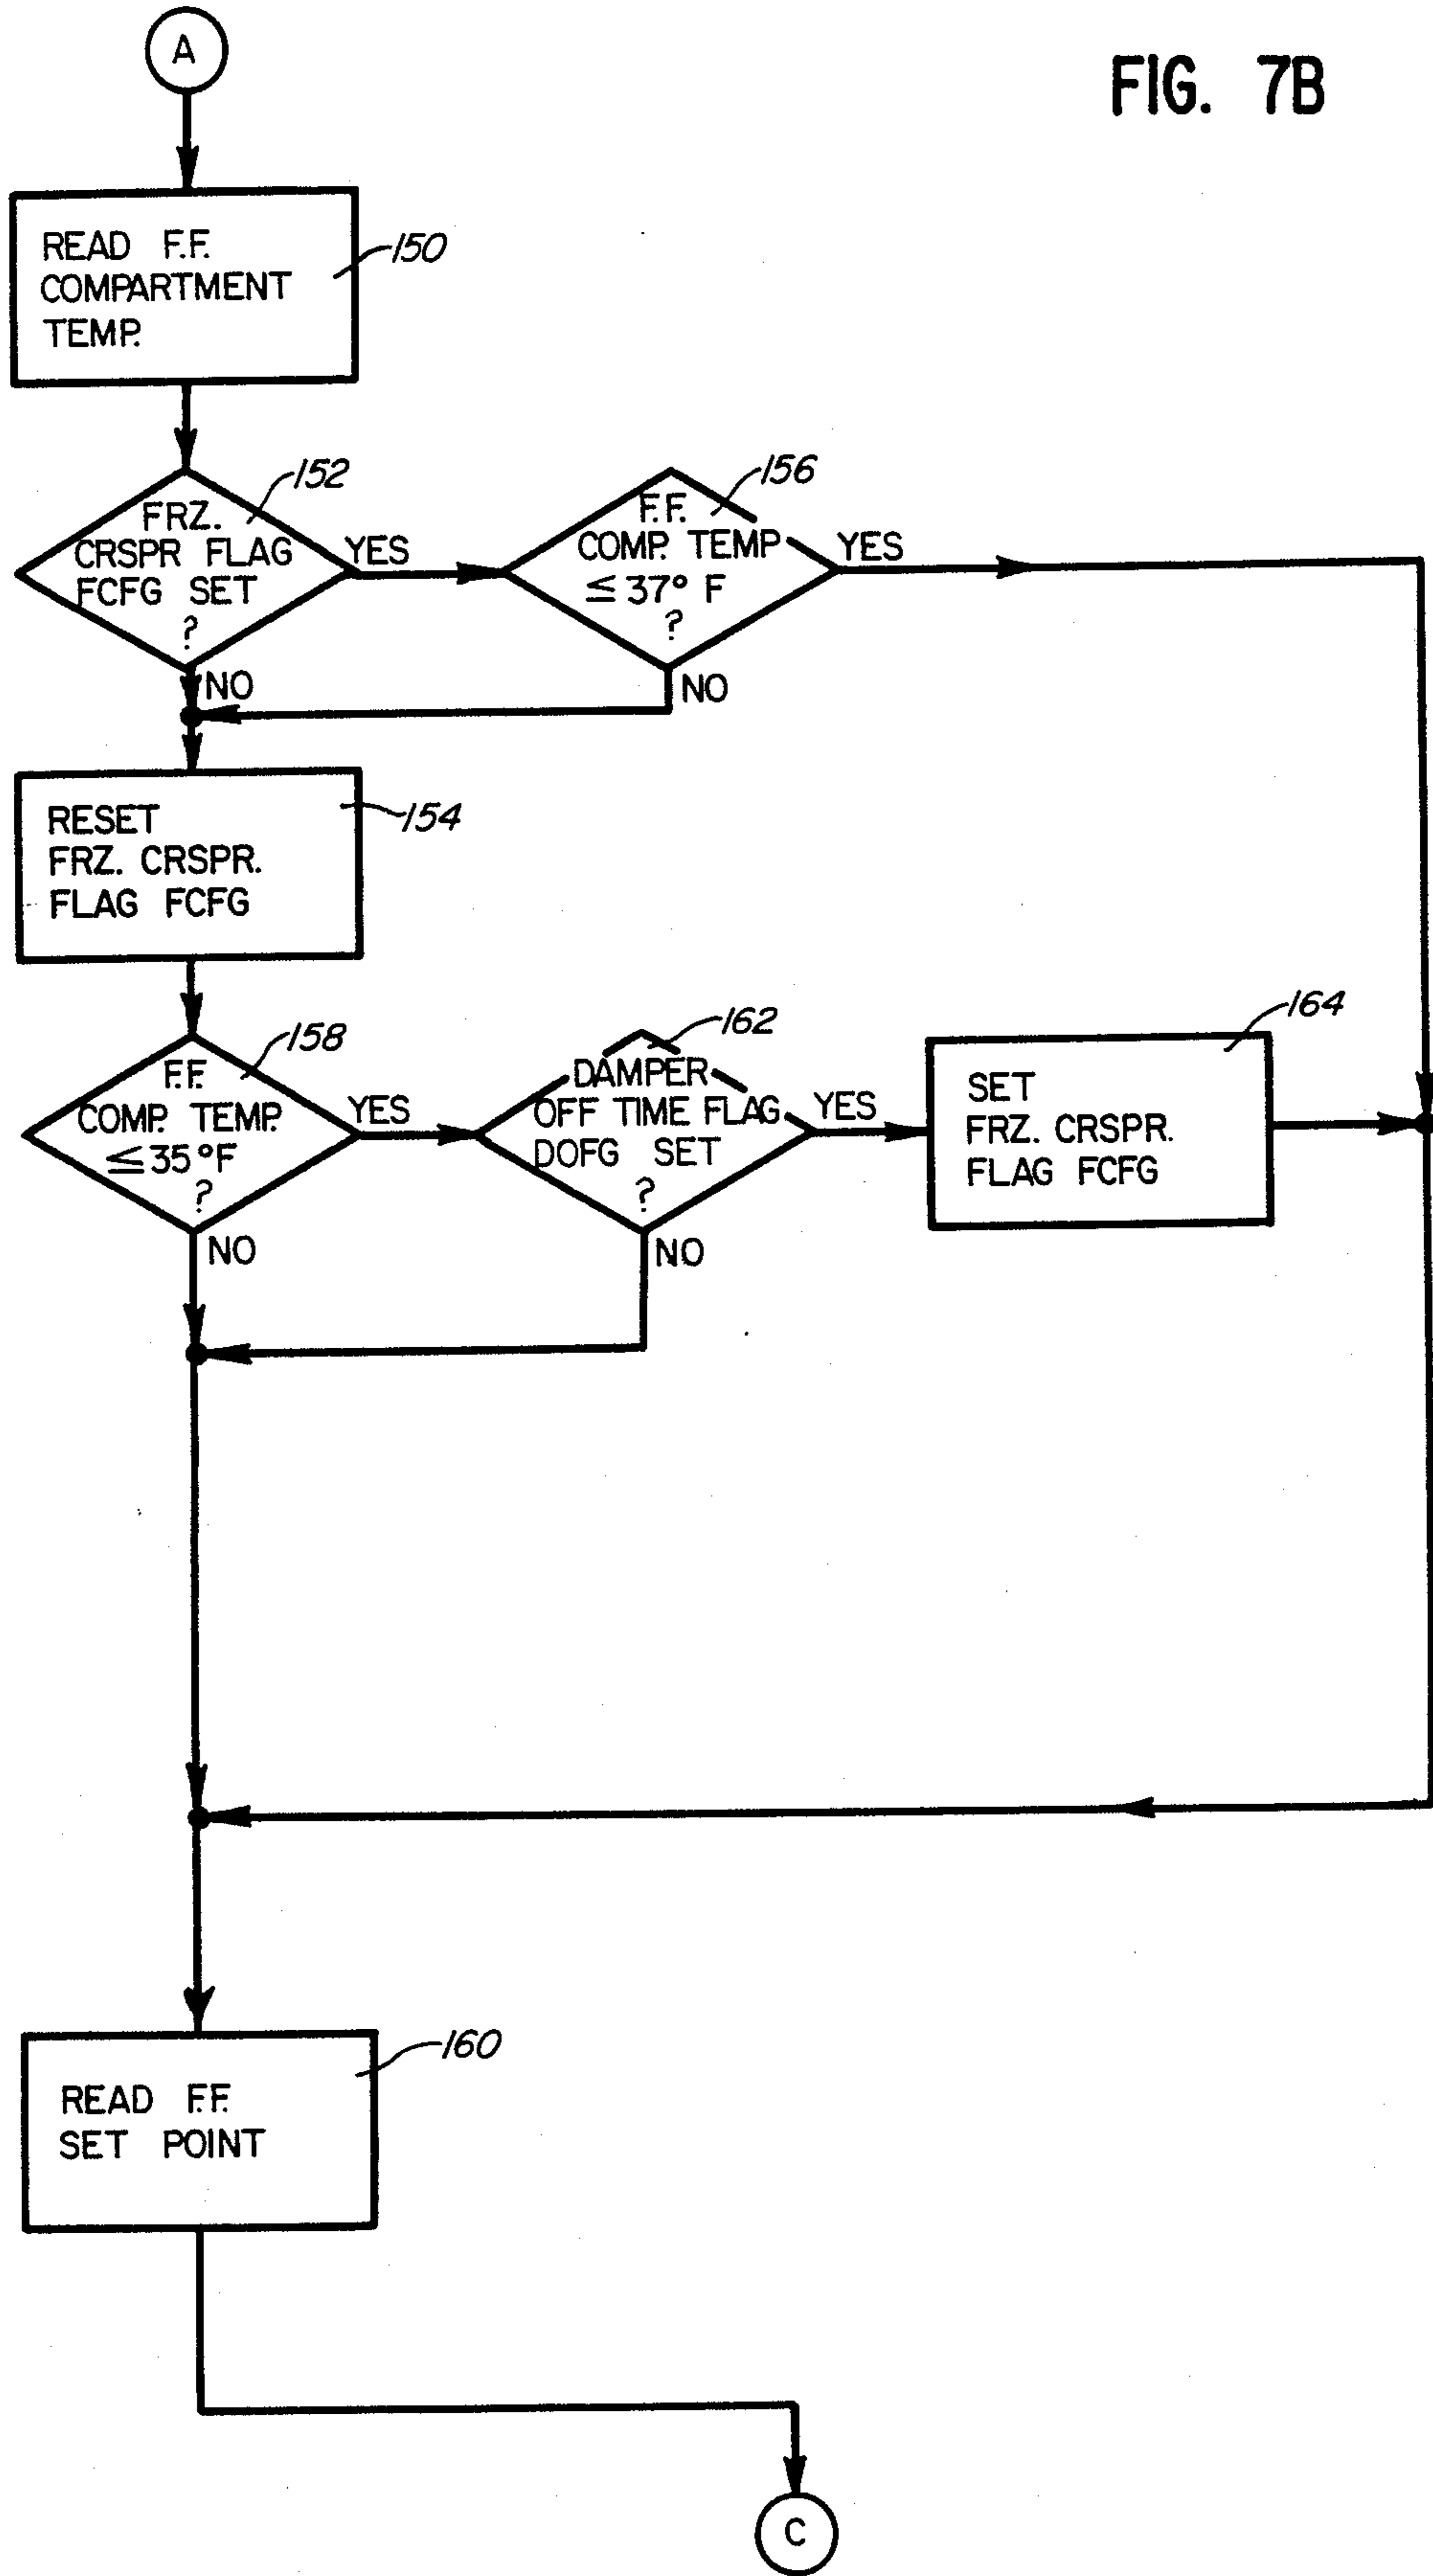 FIG. 7B
A
READ F.F.
COMPARTMENT
TEMP.
150
FRZ.
CRSPR FLAG
FCFG SET
?
152
YES
NO
F.F.
COMP. TEMP
≤ 37° F
?
156
YES
NO
RESET
FRZ. CRSPR.
FLAG FCFG
154
F.F.
COMP. TEMP.
≤ 35°F
?
158
YES
NO
DAMPER
OFF TIME FLAG
DOFG SET
?
162
YES
NO
SET
FRZ. CRSPR.
FLAG FCFG
164
READ F.F.
SET POINT
160
C